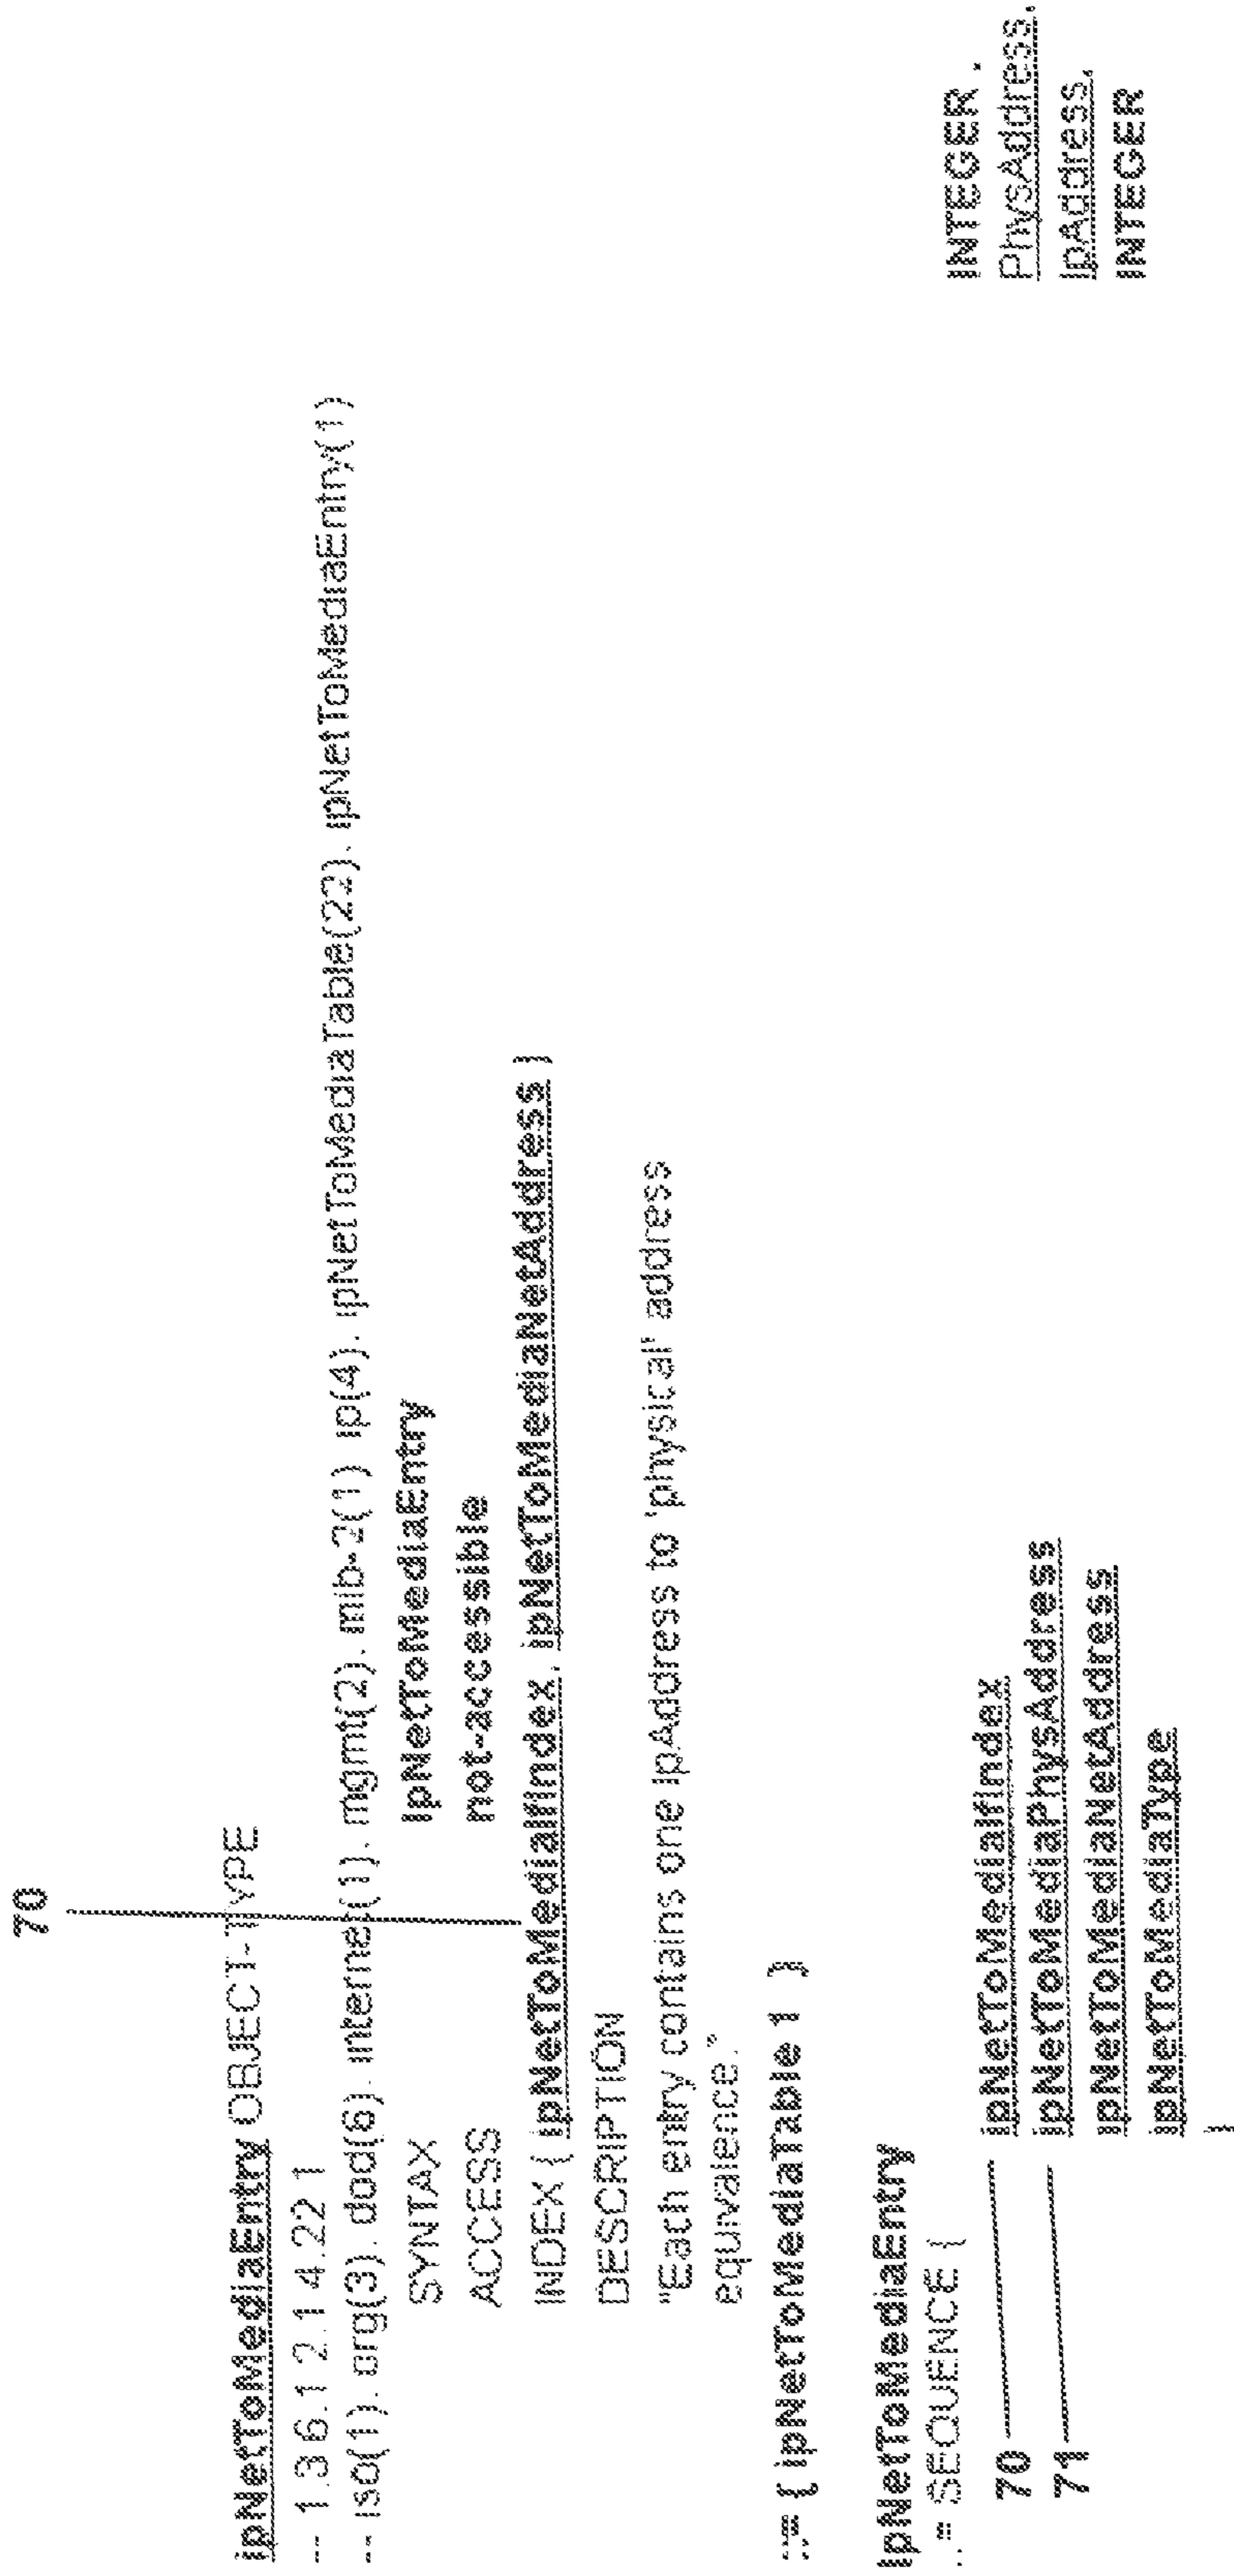 70
ipNetToMediaEntry OBJECT-TYPE
-- 1.3.6.1.2.1.4.22.1
-- iso(1). org(3). dod(6). internet(1). mgmt(2). mib-2(1). ip(4). ipNetToMediaTable(22). ipNetToMediaEntry(1)
SYNTAX IpNetToMediaEntry
ACCESS not-accessible
INDEX { ipNetToMediaIfIndex, ipNetToMediaNetAddress }
DESCRIPTION
"Each entry contains one IpAddress to 'physical' address
equivalence."
::= { ipNetToMediaTable 1 }
IpNetToMediaEntry
::= SEQUENCE {
70 ipNetToMediaIfIndex INTEGER,
71 ipNetToMediaPhysAddress PhysAddress,
ipNetToMediaNetAddress IpAddress,
ipNetToMediaType INTEGER
}